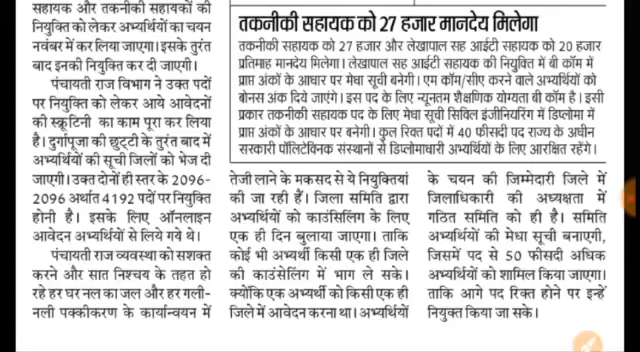 सहायक और तकनीकी सहायकों की
नियुक्ति को लेकर अभ्यर्थियों का चयन
नवंबर में कर लिया जाएगा। इसके तुरंत
बाद इनकी नियुक्ति कर दी जाएगी।
पंचायती राज विभाग ने उक्त पदों
पर नियुक्ति को लेकर आये आवेदनों
की स्क्रूटिनी का काम पूरा कर लिया
है। दुर्गापूजा की छुट्टी के तुरंत बाद में
अभ्यर्थियों की सूची जिलों को भेज दी
जाएगी। उक्त दोनों ही स्तर के 2096-
2096 अर्थात 4192 पदों पर नियुक्ति
होनी है। इसके लिए ऑनलाइन
आवेदन अभ्यर्थियों से लिये गये थे।
पंचायती राज व्यवस्था को सशक्त
करने और सात निश्चय के तहत हो
रहे हर घर नल का जल और हर गली-
नली पक्कीकरण के कार्यान्वयन में
तकनीकी सहायक को 27 हजार मानदेय मिलेगा
तकनीकी सहायक को 27 हजार और लेखापाल सह आईटी सहायक को 20 हजार
प्रतिमाह मानदेय मिलेगा। लेखापाल सह आईटी सहायक की नियुक्ति में बी कॉम में
प्राप्त अंकों के आधार पर मेधा सूची बनेगी। एम कॉम/सीए करने वाले अभ्यर्थियों को
बोनस अंक दिये जाएंगे। इस पद के लिए न्यूनतम शैक्षणिक योग्यता बी कॉम है। इसी
प्रकार तकनीकी सहायक पद के लिए मेधा सूची सिविल इंजीनियरिंग में डिप्लोमा में
प्राप्त अंकों के आधार पर बनेगी। कुल रिक्त पदों में 40 फीसदी पद राज्य के अधीन
सरकारी पॉलिटेक्निक संस्थानों से डिप्लोमाधारी अभ्यर्थियों के लिए आरक्षित रहेंगे।
तेजी लाने के मकसद से ये नियुक्तियां
की जा रही हैं। जिला समिति द्वारा
अभ्यर्थियों को काउंसिलिंग के लिए
एक ही दिन बुलाया जाएगा। ताकि
कोई भी अभ्यर्थी किसी एक ही जिले
की काउंसेलिंग में भाग ले सके।
क्योंकि एक अभ्यर्थी को किसी एक ही
जिले में आवेदन करना था। अभ्यर्थियों
के चयन की जिम्मेदारी जिले में
जिलाधिकारी की अध्यक्षता में
गठित समिति को ही है। समिति
अभ्यर्थियों की मेधा सूची बनाएगी,
जिसमें पद से 50 फीसदी अधिक
अभ्यर्थियों को शामिल किया जाएगा।
ताकि आगे पद रिक्त होने पर इन्हें
नियुक्त किया जा सके।